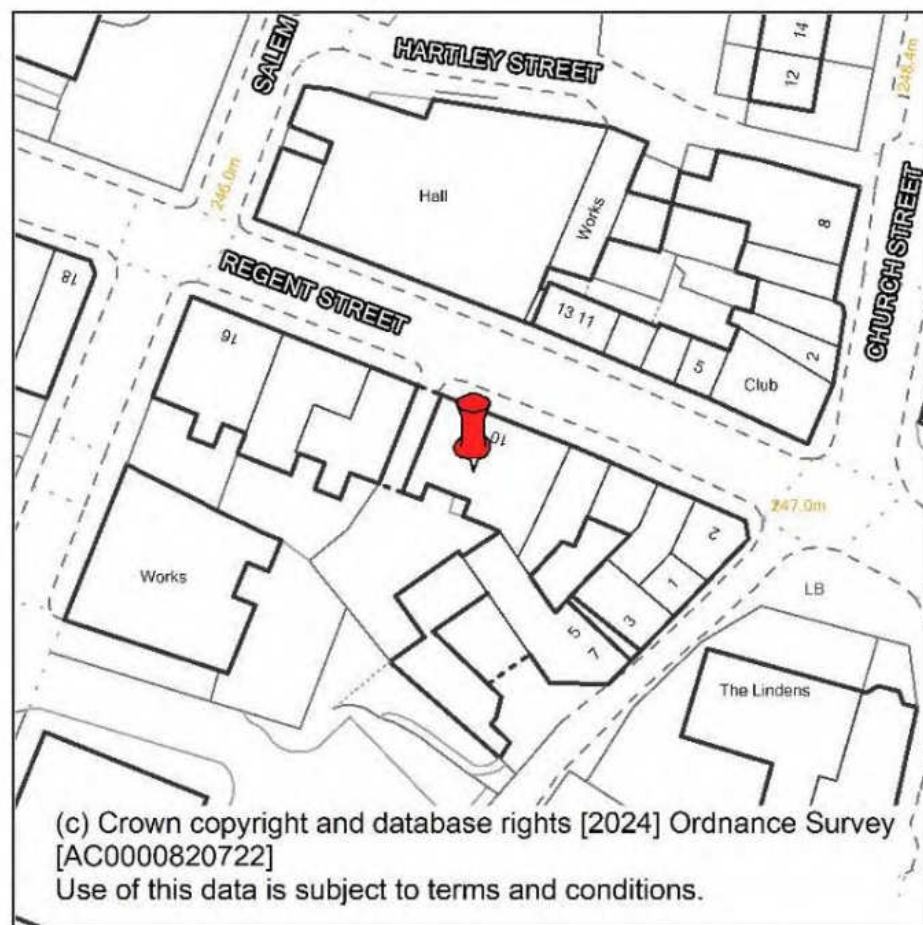 HARTLEY STREET
SALEM
14
12
248.4m
246.0m
Hall
Works
8
CHURCH STREET
REGENT STREET
18
16
13 11
5
2
Club
10
247.0m
2
1
3
5
7
LB
Works
The Lindens
(c) Crown copyright and database rights [2024] Ordnance Survey
[AC0000820722]
Use of this data is subject to terms and conditions.